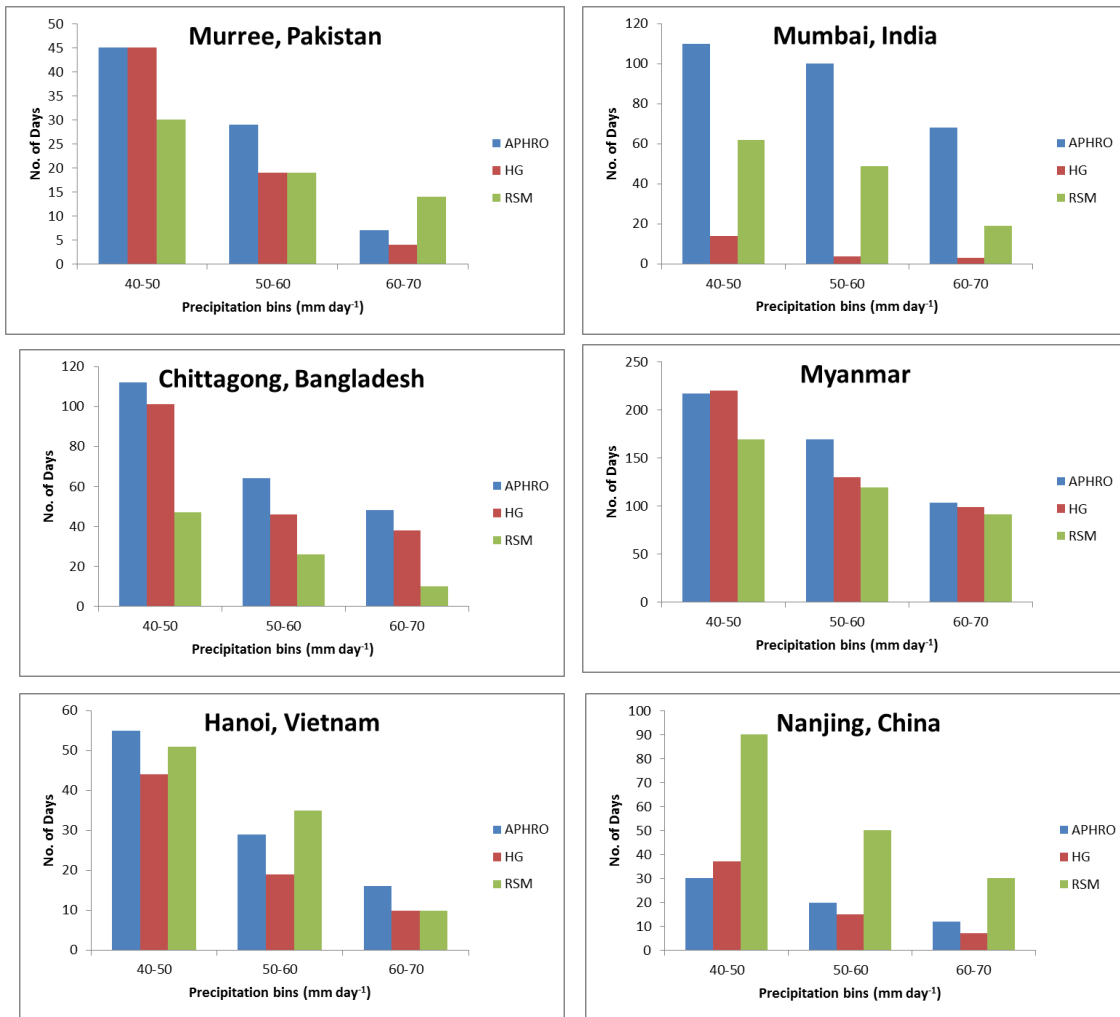 Murree, Pakistan
50
45
40
35
30
25
20
15
10
5
0
No. of Days
40-50 50-60 60-70
Precipitation bins (mm day-1)
APHRO
HG
RSM
Mumbai, India
120
100
80
60
40
20
0
No. of Days
40-50 50-60 60-70
Precipitation bins (mm day-1)
APHRO
HG
RSM
Chittagong, Bangladesh
120
100
80
60
40
20
0
No. of Days
40-50 50-60 60-70
Precipitation bins (mm day-1)
APHRO
HG
RSM
Myanmar
250
200
150
100
50
0
No. of Days
40-50 50-60 60-70
Precipitation bins (mm day-1)
APHRO
HG
RSM
Hanoi, Vietnam
60
50
40
30
20
10
0
No. of Days
40-50 50-60 60-70
Precipitation bins (mm day-1)
APHRO
HG
RSM
Nanjing, China
100
90
80
70
60
50
40
30
20
10
0
No. of Days
40-50 50-60 60-70
Precipitation bins (mm day-1)
APHRO
HG
RSM